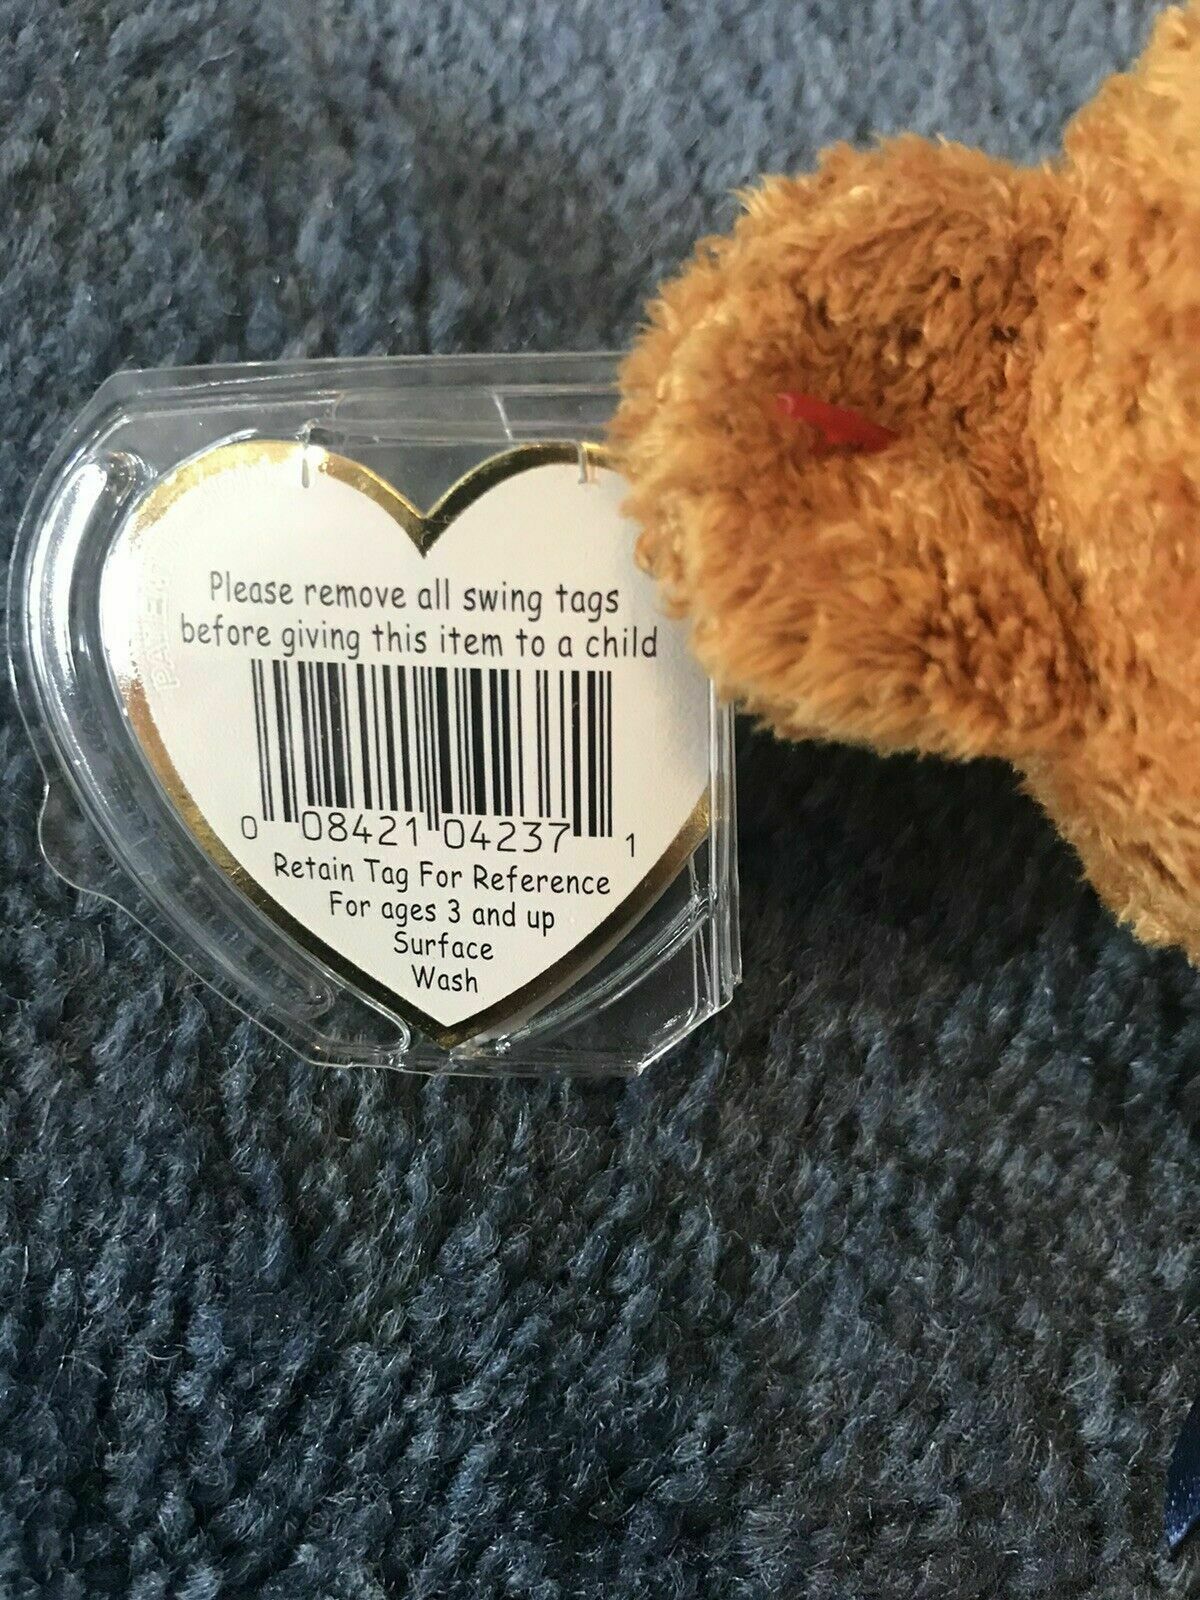 Please remove all swing tags
before giving this item to a child
0 08421 04237 1
Retain Tag For Reference
For ages 3 and up
Surface
Wash